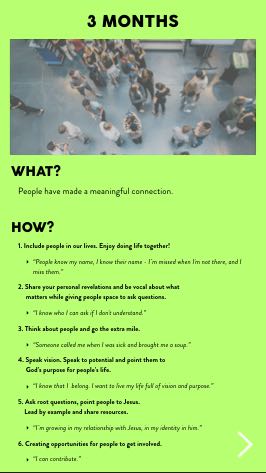 3 MONTHS
WHAT?
People have made a meaningful connection.
HOW?
1. Include people in our lives. Enjoy doing life together!
"People know my name, I know their name - I'm missed when I'm not there, and I
miss them."
2. Share your personal revelations and be vocal about what
matters while giving people space to ask questions.
"I know who I can ask if I don't understand."
3. Think about people and go the extra mile.
"Someone called me when I was sick and brought me a soup."
4. Speak vision. Speak to potential and point them to
God's purpose for people's life.
"I know that I belong. I want to live my life full of vision and purpose."
5. Ask root questions, point people to Jesus.
Lead by example and share resources.
"I'm growing in my relationship with Jesus, in my identity in him."
6. Creating opportunities for people to get involved.
"I can contribute."